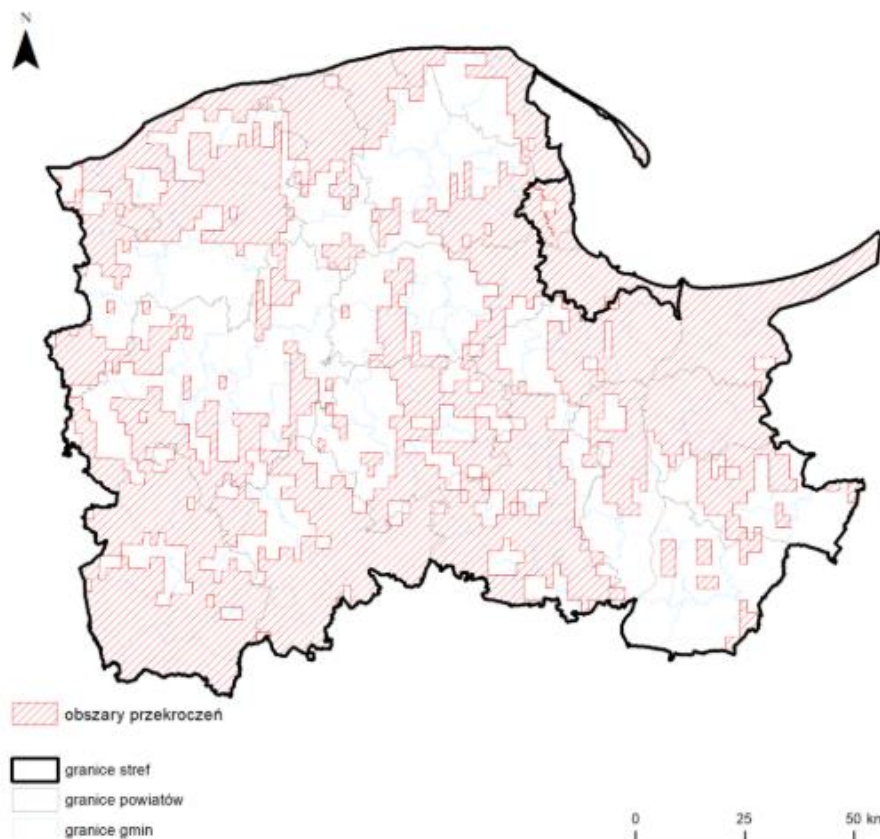 N
obszary przekroczeń
granice stref
granice powiatów
granice gmin
0 25 50 km